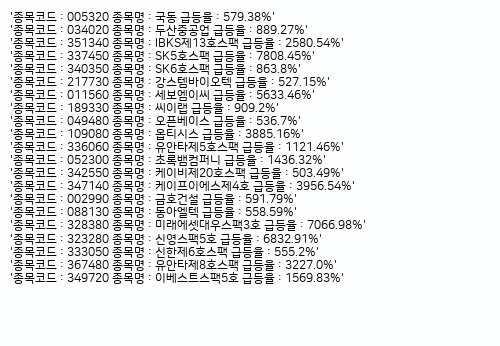 '종목코드 : 005320 종목명 : 국동 급등율 : 579.38%'
'종목코드 : 034020 종목명 : 두산중공업 급등율 : 889.27%'
'종목코드 : 351340 종목명 : IBKS제13호스팩 급등율 : 2580.54%'
'종목코드 : 337450 종목명 : SK5호스팩 급등율 : 7808.45%'
'종목코드 : 340350 종목명 : SK6호스팩 급등율 : 863.8%'
'종목코드 : 217730 종목명 : 강스템바이오텍 급등율 : 527.15%'
'종목코드 : 011560 종목명 : 세보엠이씨 급등율 : 5633.46%'
'종목코드 : 189330 종목명 : 씨이랩 급등율 : 909.2%'
'종목코드 : 049480 종목명 : 오픈베이스 급등율 : 536.7%'
'종목코드 : 109080 종목명 : 옵티시스 급등율 : 3885.16%'
'종목코드 : 336060 종목명 : 유안타제5호스팩 급등율 : 1121.46%'
'종목코드 : 052300 종목명 : 초록뱀컴퍼니 급등율 : 1436.32%'
'종목코드 : 342550 종목명 : 케이비제20호스팩 급등율 : 503.49%'
'종목코드 : 347140 종목명 : 케이프이에스제4호 급등율 : 3956.54%'
'종목코드 : 002990 종목명 : 금호건설 급등율 : 591.79%'
'종목코드 : 088130 종목명 : 동아엘텍 급등율 : 558.59%'
'종목코드 : 328380 종목명 : 미래에셋대우스팩3호 급등율 : 7066.98%'
'종목코드 : 323280 종목명 : 신영스팩5호 급등율 : 6832.91%'
'종목코드 : 333050 종목명 : 신한제6호스팩 급등율 : 555.2%'
'종목코드 : 367480 종목명 : 유안타제8호스팩 급등율 : 3227.0%'
'종목코드 : 349720 종목명 : 이베스트스팩5호 급등율 : 1569.83%'